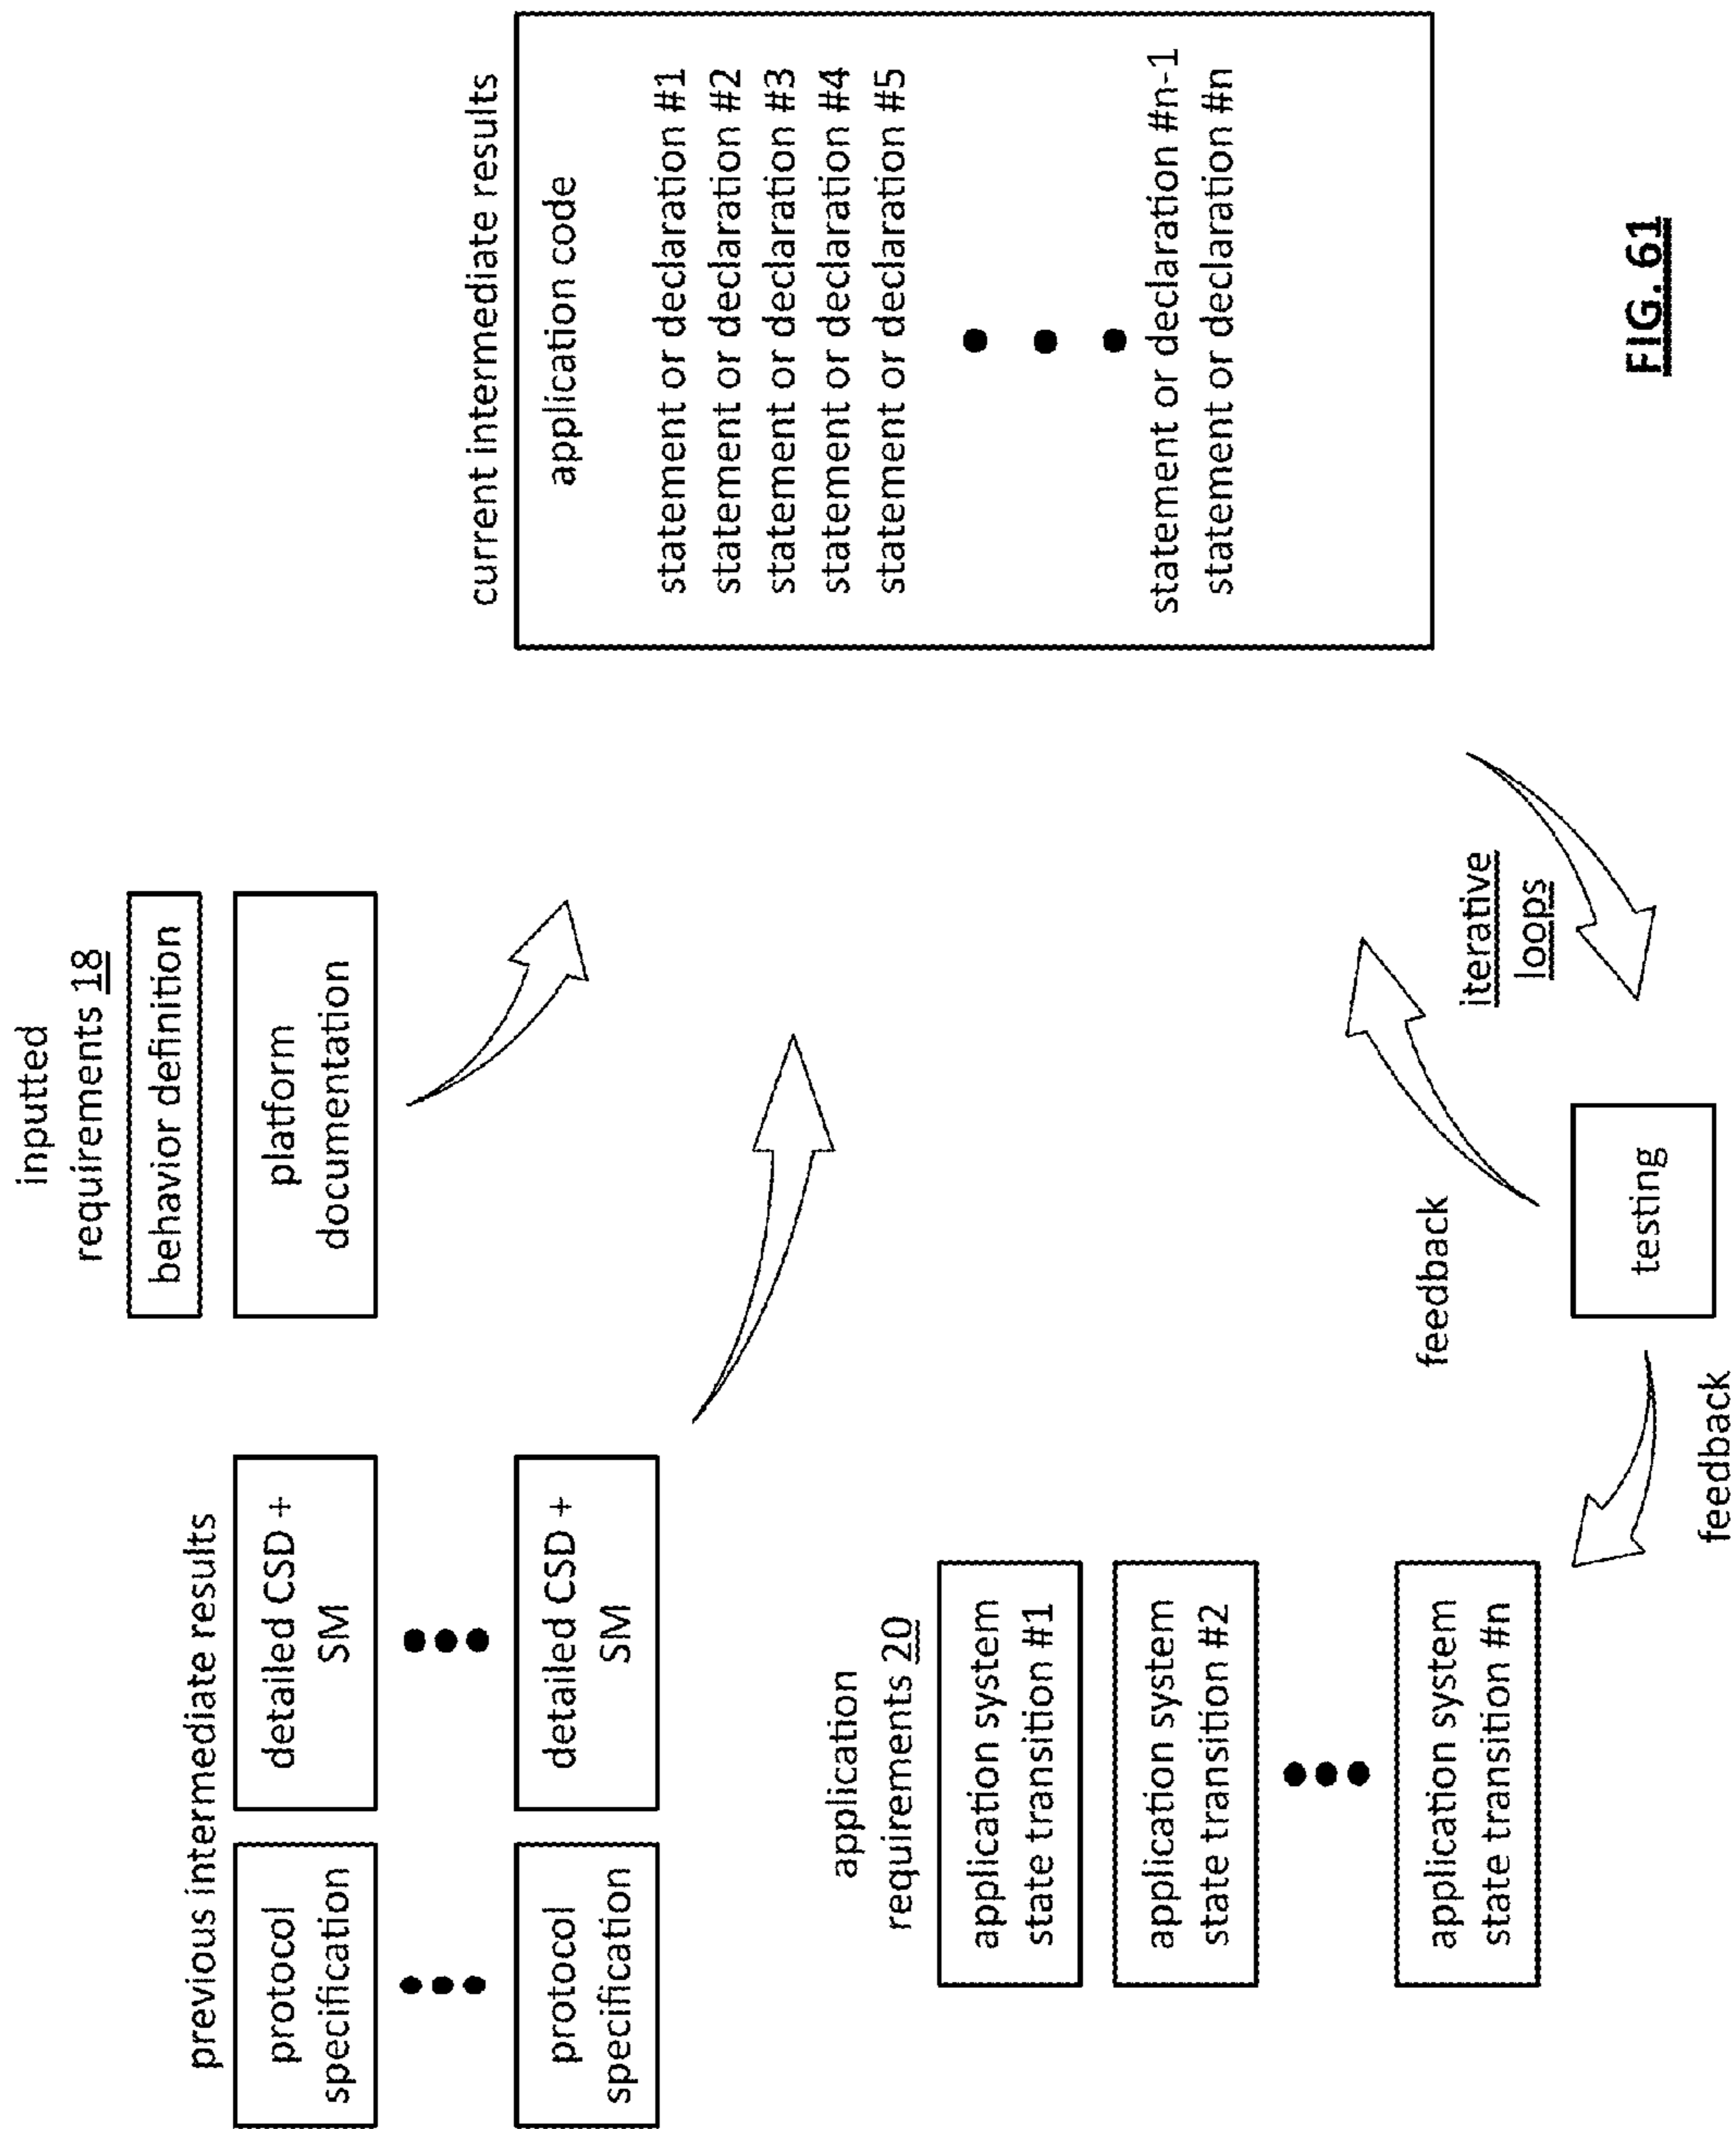 previous intermediate results
protocol
specification
detailed CSD +
SM
protocol
specification
detailed CSD +
SM
inputted
requirements 18
behavior definition
platform
documentation
current intermediate results
application code
statement or declaration #1
statement or declaration #2
statement or declaration #3
statement or declaration #4
statement or declaration #5
statement or declaration #n-1
statement or declaration #n
application
requirements 20
application system
state transition #1
application system
state transition #2
application system
state transition #n
feedback
testing
feedback
iterative
loops
FIG. 61